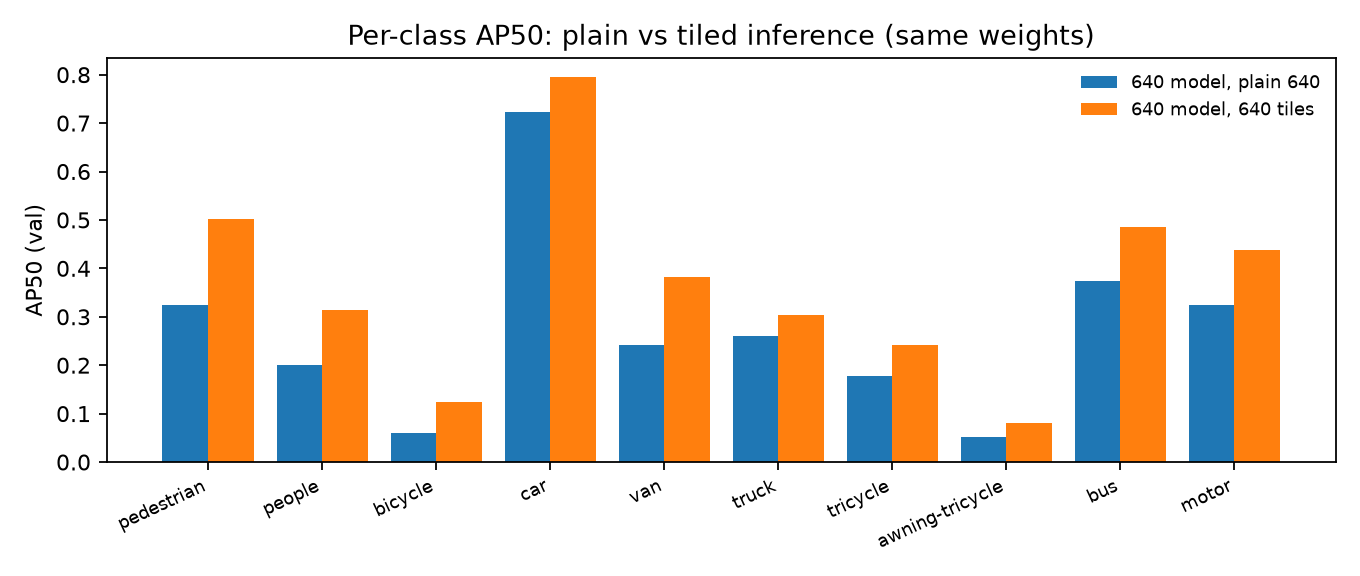 Per-class AP50: plain vs tiled inference (same weights)
640 model, plain 640
640 model, 640 tiles
AP50 (val)
0.8
0.7
0.6
0.5
0.4
0.3
0.2
0.1
0.0
pedestrian
people
bicycle
car
van
truck
tricycle
awning-tricycle
bus
motor